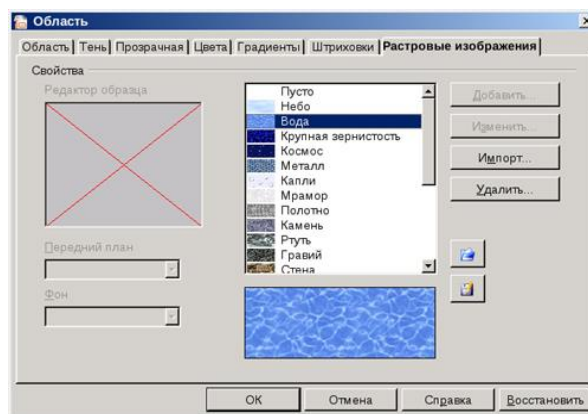 Область
Область Тень Прозрачная Цвета Градиенты Штриховки Растровые изображения
Свойства
Редактор образца
Передний план
Фон
Пусто
Небо
Вода
Крупная зернистость
Космос
Металл
Капли
Мрамор
Полотно
Камень
Ртуть
Гравий
Стена
Добавить...
Изменить...
Импорт...
Удалить...
ОК Отмена Справка Восстановить